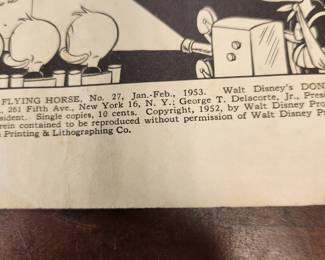 FLYING HORSE, No. 27, Jan.-Feb., 1953. Walt Disney's DON
., 261 Fifth Ave., New York 16, N. Y.; George T. Delacorte, Jr., Pres
sident. Single copies, 10 cents. Copyright, 1952, by Walt Disney Pro
rein contained to be reproduced without permission of Walt Disney Pr
Printing & Lithographing Co.